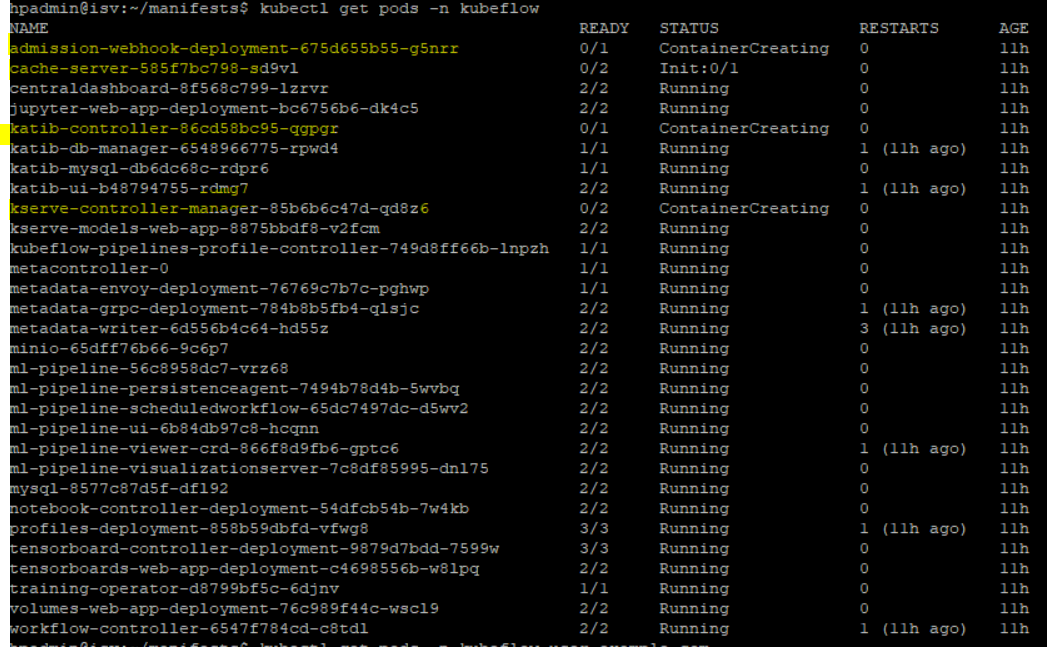 hpadmin@isv:~/manifests$ kubectl get pods -n kubeflow
NAME READY STATUS RESTARTS AGE
admission-webhook-deployment-675d655b55-g5nrr 0/1 ContainerCreating 0 11h
cache-server-585f7bc798-sd9vl 0/2 Init:0/1 0 11h
centraldashboard-8f568c799-lzrvr 2/2 Running 0 11h
jupyter-web-app-deployment-bc6756b6-dk4c5 2/2 Running 0 11h
katib-controller-86cd58bc95-qgpgr 0/1 ContainerCreating 0 11h
katib-db-manager-6548966775-rpwd4 1/1 Running 1 (11h ago) 11h
katib-mysql-db6dc68c-rdpr6 1/1 Running 0 11h
katib-ui-b48794755-rdmg7 2/2 Running 1 (11h ago) 11h
kserve-controller-manager-85b6b6c47d-qd8z6 0/2 ContainerCreating 0 11h
kserve-models-web-app-8875bbdf8-v2fcm 2/2 Running 0 11h
kubeflow-pipelines-profile-controller-749d8ff66b-lnpzh 1/1 Running 0 11h
metacontroller-0 1/1 Running 0 11h
metadata-envoy-deployment-76769c7b7c-pghwp 1/1 Running 0 11h
metadata-grpc-deployment-784b8b5fb4-qlsjc 2/2 Running 1 (11h ago) 11h
metadata-writer-6d556b4c64-hd55z 2/2 Running 3 (11h ago) 11h
minio-65dff76b66-9c6p7 2/2 Running 0 11h
ml-pipeline-56c8958dc7-vrz68 2/2 Running 0 11h
ml-pipeline-persistenceagent-7494b78d4b-5wvbq 2/2 Running 0 11h
ml-pipeline-scheduledworkflow-65dc7497dc-d5wv2 2/2 Running 0 11h
ml-pipeline-ui-6b84db97c8-hcqnn 2/2 Running 0 11h
ml-pipeline-viewer-crd-866f8d9fb6-gptc6 2/2 Running 1 (11h ago) 11h
ml-pipeline-visualizationserver-7c8df85995-dnl75 2/2 Running 0 11h
mysql-8577c87d5f-dfl92 2/2 Running 0 11h
notebook-controller-deployment-54dfcb54b-7w4kb 2/2 Running 0 11h
profiles-deployment-858b59dbfd-vfwg8 3/3 Running 1 (11h ago) 11h
tensorboard-controller-deployment-9879d7bdd-7599w 3/3 Running 0 11h
tensorboards-web-app-deployment-c4698556b-w8lpq 2/2 Running 0 11h
training-operator-d8799bf5c-6djnv 1/1 Running 0 11h
volumes-web-app-deployment-76c989f44c-wscl9 2/2 Running 0 11h
workflow-controller-6547f784cd-c8tdl 2/2 Running 1 (11h ago) 11h